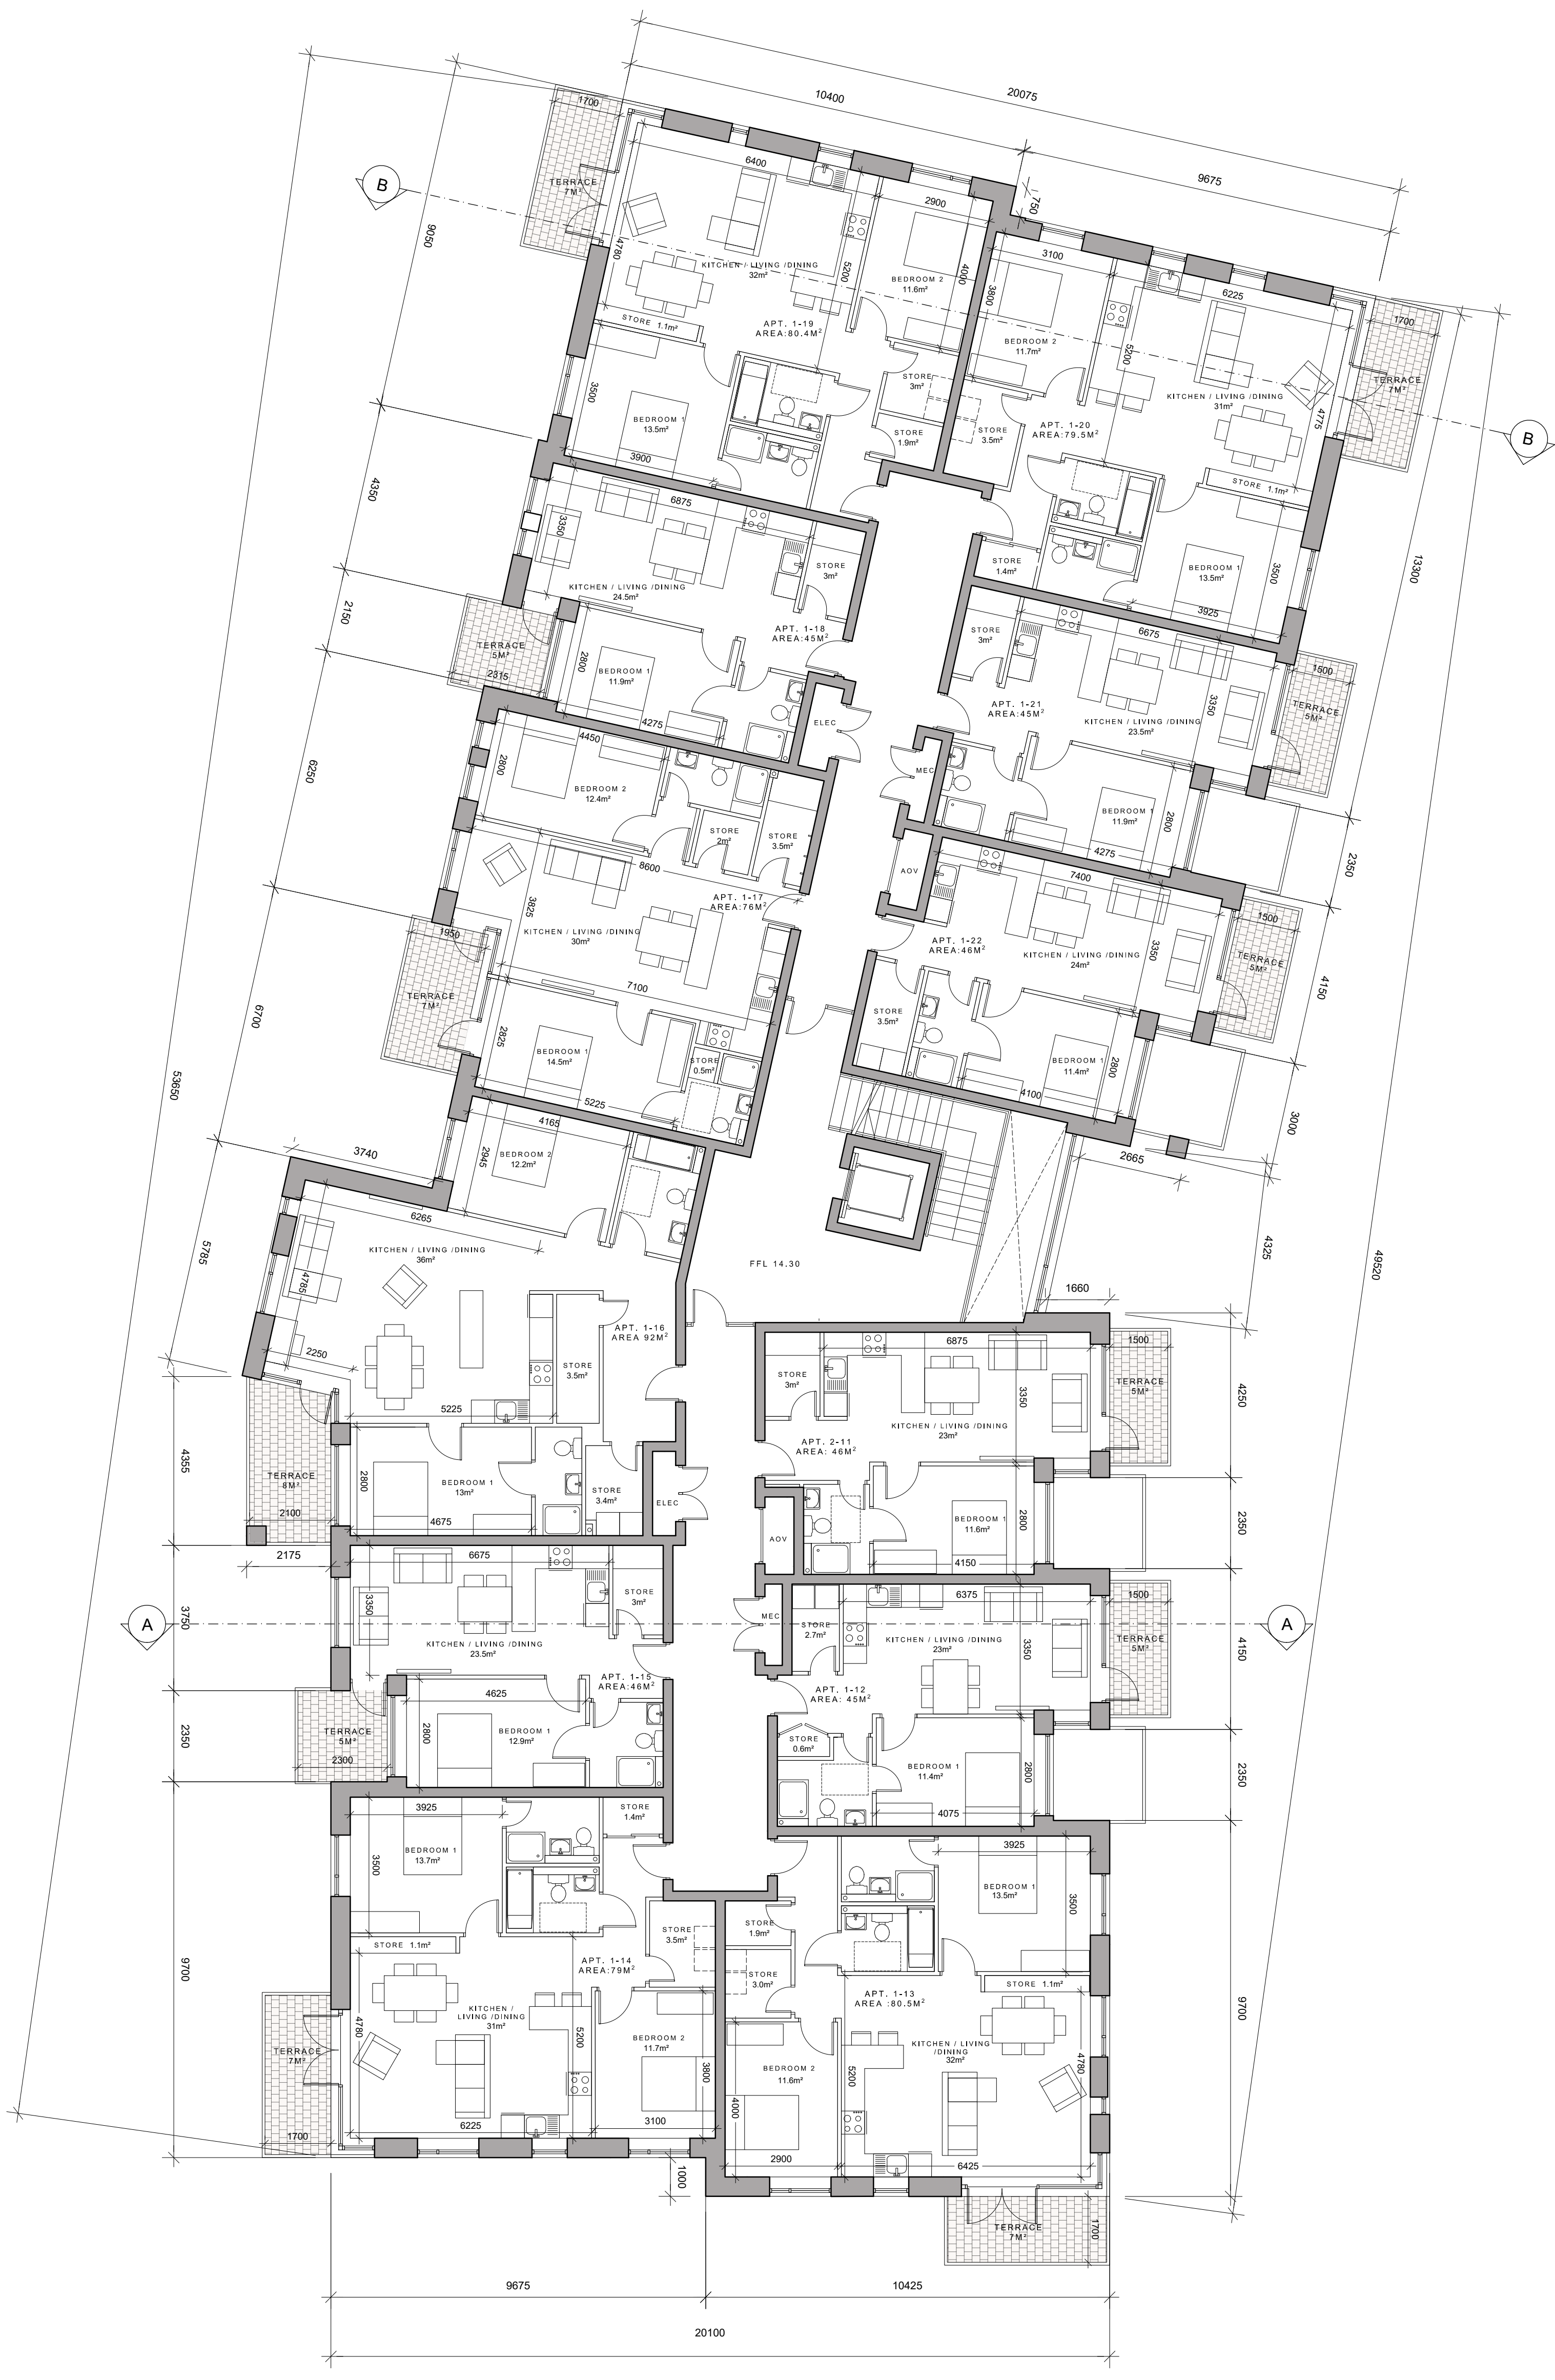 20075
10400
9675
750
1700
TERRACE
7M²
6400
2900
B
9050
4780
KITCHEN / LIVING /DINING
32m²
5200
BEDROOM 2
11.6m²
4000
STORE 1.1m²
APT. 1-19
AREA:80.4M²
STORE
3m²
STORE
1.9m²
3500
BEDROOM 1
13.5m²
3900
3100
6225
3800
BEDROOM 2
11.7m²
5200
KITCHEN / LIVING /DINING
31m²
1700
TERRACE
7M²
4775
APT. 1-20
AREA:79.5M²
STORE
3.5m²
STORE 1.1m²
B
STORE
1.4m²
BEDROOM 1
13.5m²
3500
3925
13300
4350
6875
3350
KITCHEN / LIVING /DINING
24.5m²
STORE
3m²
APT. 1-18
AREA:45M²
2150
TERRACE
5M²
2315
2800
BEDROOM 1
11.9m²
4275
ELEC
STORE
3m²
6675
APT. 1-21
AREA:45M²
KITCHEN / LIVING /DINING
23.5m²
3350
1500
TERRACE
5M²
MEC
BEDROOM 1
11.9m²
2800
4275
2350
6250
4450
2800
BEDROOM 2
12.4m²
STORE
2m²
STORE
3.5m²
8600
APT. 1-17
AREA:76M²
3825
KITCHEN / LIVING /DINING
30m²
1950
TERRACE
7M²
7100
2825
BEDROOM 1
14.5m²
STORE
0.5m²
5225
AOV
7400
APT. 1-22
AREA:46M²
KITCHEN / LIVING /DINING
24m²
3350
1500
TERRACE
5M²
4150
STORE
3.5m²
BEDROOM 1
11.4m²
2800
4100
3000
2665
6700
53650
4165
2945
BEDROOM 2
12.2m²
3740
6265
KITCHEN / LIVING /DINING
36m²
4785
5785
2250
APT. 1-16
AREA 92M²
STORE
3.5m²
5225
FFL 14.30
4325
49520
1660
4355
TERRACE
8M²
2100
2175
2800
BEDROOM 1
13m²
4675
STORE
3.4m²
ELEC
6875
STORE
3m²
3350
KITCHEN / LIVING /DINING
23m²
1500
TERRACE
5M²
4250
APT. 2-11
AREA: 46M²
AOV
BEDROOM 1
11.6m²
2800
4150
2350
A
3750
6675
3350
STORE
3m²
KITCHEN / LIVING /DINING
23.5m²
APT. 1-15
AREA:46M²
4625
2800
BEDROOM 1
12.9m²
TERRACE
5M²
2300
2350
MEC
STORE
2.7m²
6375
KITCHEN / LIVING /DINING
23m²
3350
1500
TERRACE
5M²
A
4150
APT. 1-12
AREA: 45M²
STORE
0.6m²
BEDROOM 1
11.4m²
2800
4075
2350
3925
BEDROOM 1
13.7m²
3500
STORE
1.4m²
STORE 1.1m²
STORE
3.5m²
APT. 1-14
AREA:79M²
9700
KITCHEN /
LIVING /DINING
31m²
4780
5200
BEDROOM 2
11.7m²
3800
TERRACE
7M²
1700
6225
3100
1000
3925
BEDROOM 1
13.5m²
3500
STORE
1.9m²
STORE
3.0m²
STORE 1.1m²
APT. 1-13
AREA :80.5M²
9700
KITCHEN / LIVING
/DINING
32m²
4780
BEDROOM 2
11.6m²
5200
4000
2900
6425
TERRACE
7M²
1700
9675
10425
20100